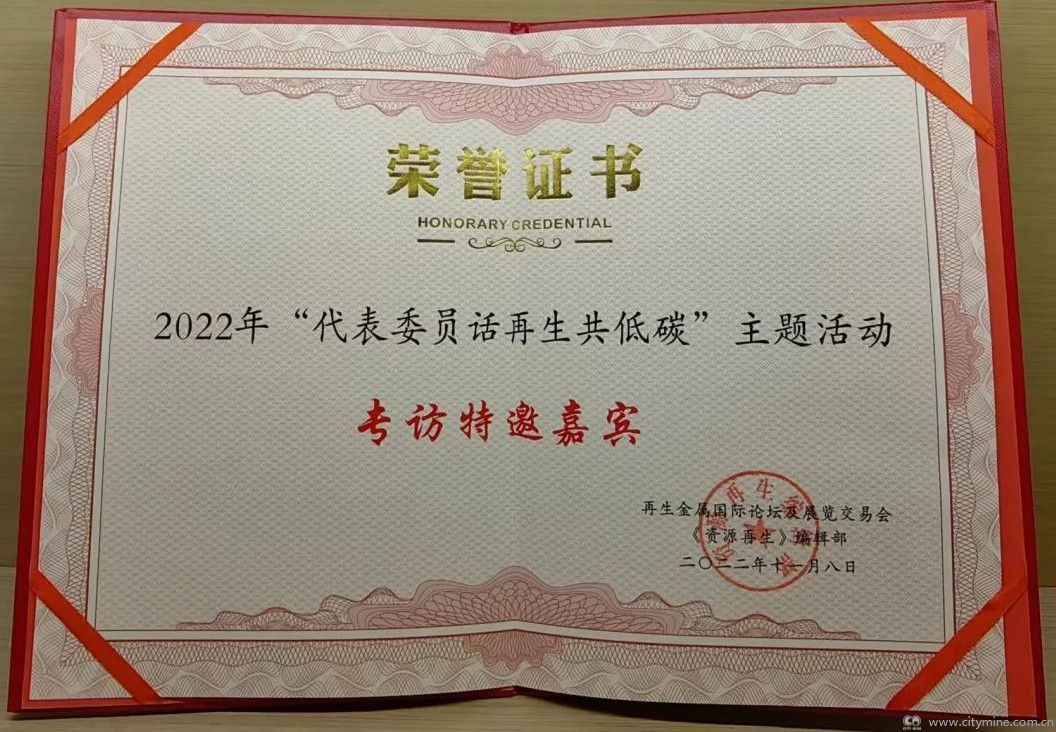 荣誉证书
HONORARY CREDENTIAL
2022年“代表委员话再生共低碳”主题活动
专访特邀嘉宾
再生金属国际论坛及展览交易会
《资源再生》编辑部
二〇二二年十一月八日
www.citymine.com.cn